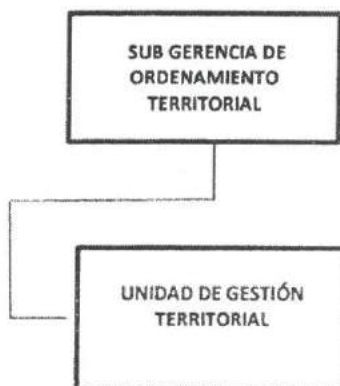 SUB GERENCIA DE
ORDENAMIENTO
TERRITORIAL
UNIDAD DE GESTIÓN
TERRITORIAL